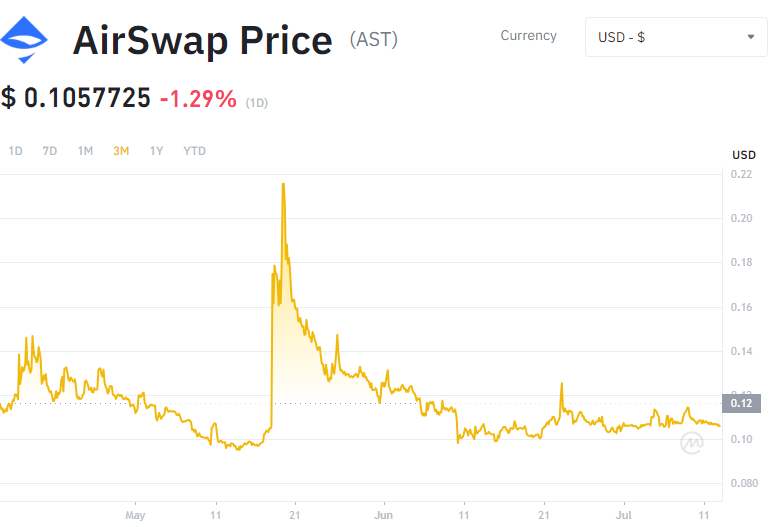 AirSwap Price (AST)
Currency
USD - $
$ 0.1057725 -1.29% (1D)
1D 7D 1M 3M 1Y YTD
USD
0.22
0.20
0.18
0.16
0.14
0.12
0.12
0.10
0.080
May 11 21 Jun 11 21 Jul 11